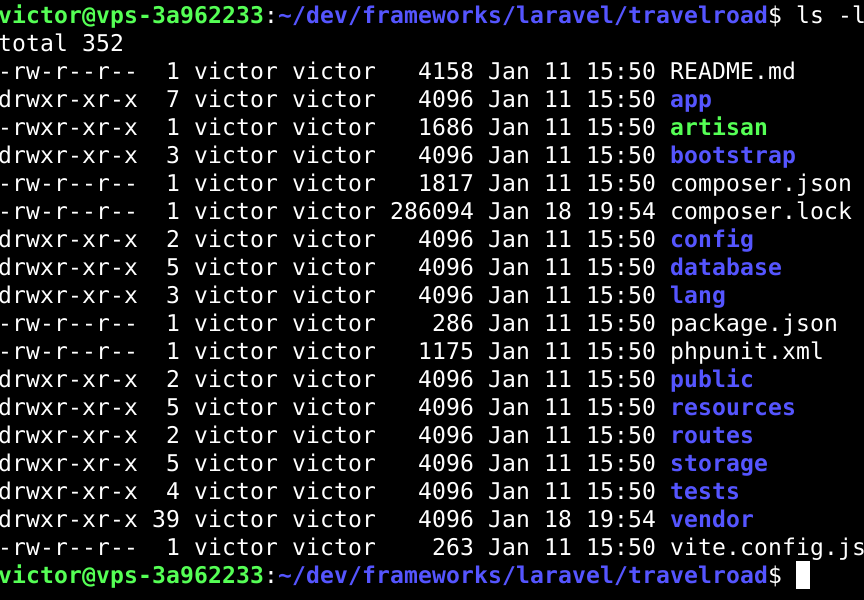 victor@vps-3a962233:~/dev/frameworks/laravel/travelroad$ ls -l
total 352
-rw-r--r--  1 victor victor   4158 Jan 11 15:50 README.md
drwxr-xr-x  7 victor victor   4096 Jan 11 15:50 app
-rwxr-xr-x  1 victor victor   1686 Jan 11 15:50 artisan
drwxr-xr-x  3 victor victor   4096 Jan 11 15:50 bootstrap
-rw-r--r--  1 victor victor   1817 Jan 11 15:50 composer.json
-rw-r--r--  1 victor victor 286094 Jan 18 19:54 composer.lock
drwxr-xr-x  2 victor victor   4096 Jan 11 15:50 config
drwxr-xr-x  5 victor victor   4096 Jan 11 15:50 database
drwxr-xr-x  3 victor victor   4096 Jan 11 15:50 lang
-rw-r--r--  1 victor victor    286 Jan 11 15:50 package.json
-rw-r--r--  1 victor victor   1175 Jan 11 15:50 phpunit.xml
drwxr-xr-x  2 victor victor   4096 Jan 11 15:50 public
drwxr-xr-x  5 victor victor   4096 Jan 11 15:50 resources
drwxr-xr-x  2 victor victor   4096 Jan 11 15:50 routes
drwxr-xr-x  5 victor victor   4096 Jan 11 15:50 storage
drwxr-xr-x  4 victor victor   4096 Jan 11 15:50 tests
drwxr-xr-x 39 victor victor   4096 Jan 18 19:54 vendor
-rw-r--r--  1 victor victor    263 Jan 11 15:50 vite.config.js
victor@vps-3a962233:~/dev/frameworks/laravel/travelroad$